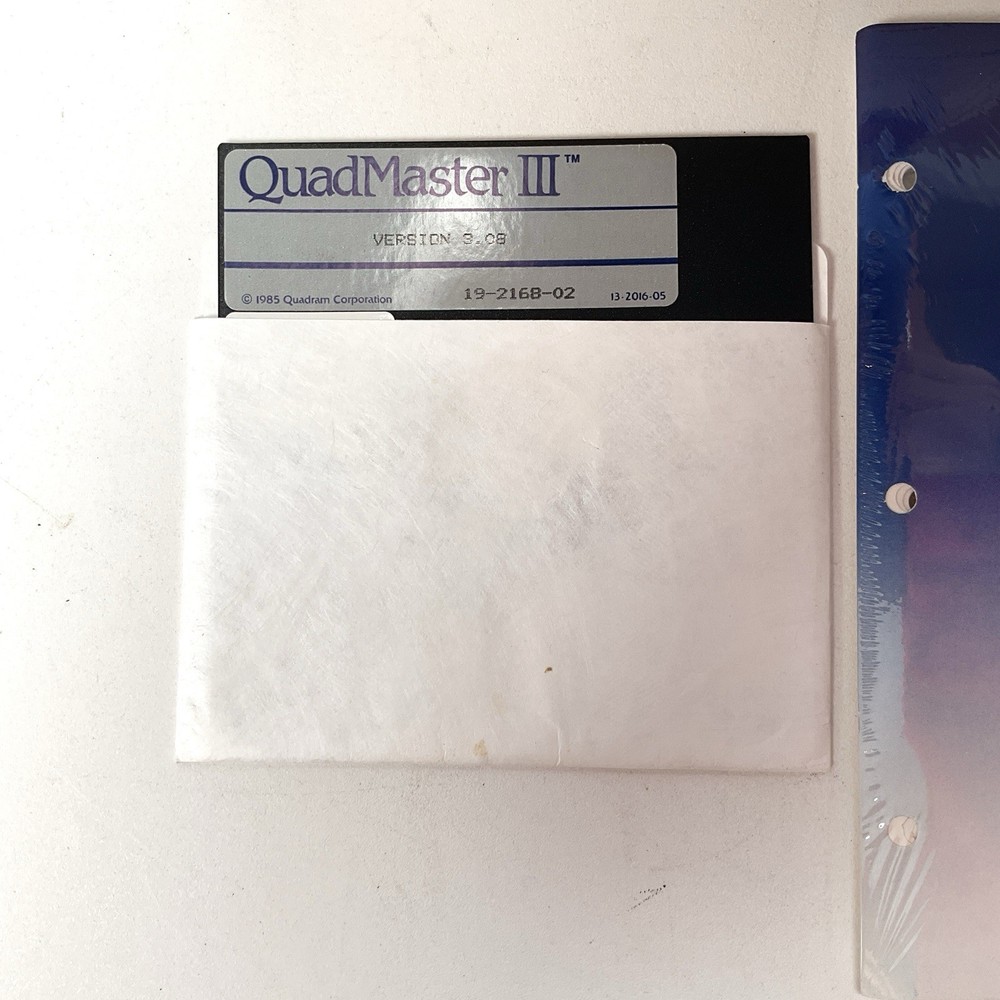 QuadMaster III™
VERSION 3.08
© 1985 Quadram Corporation 19-2168-02 13-2016-05